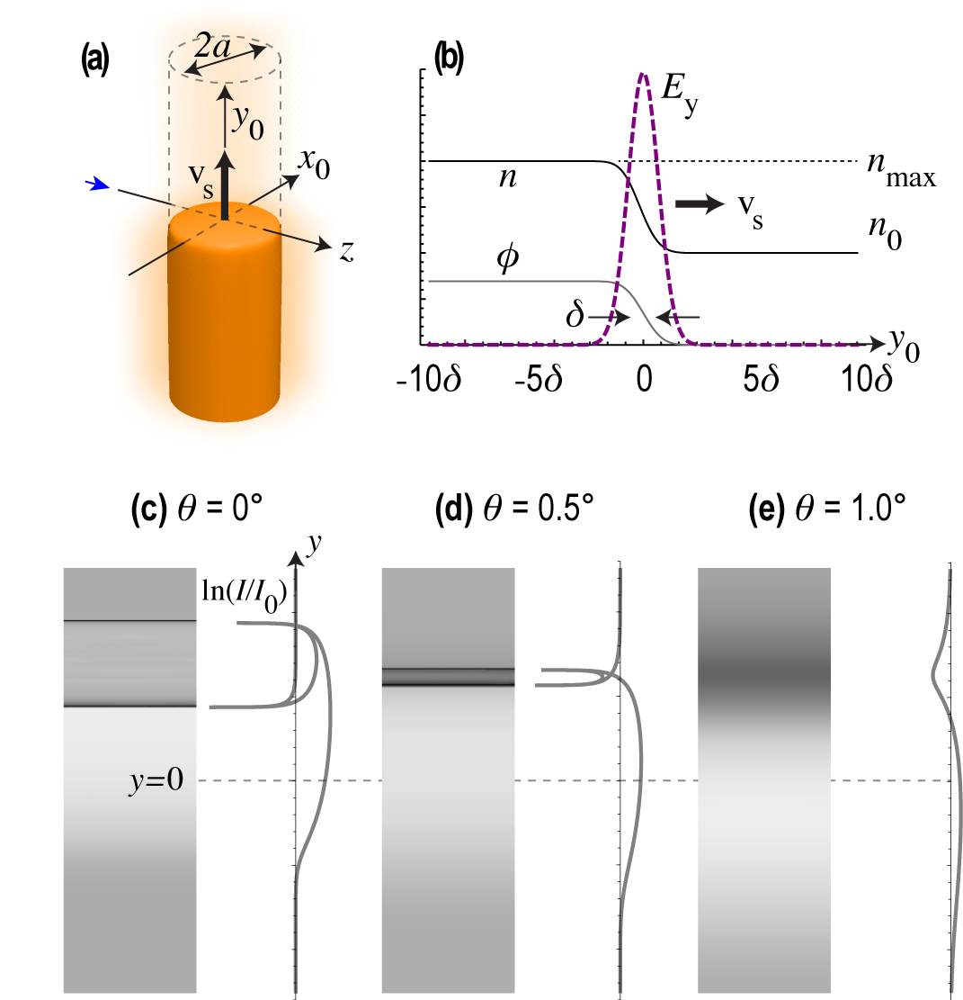 (a)
2a
y0
vs
x0
z
(b)
Ey
n
nmax
vs
n0
ϕ
δ
y0
-10δ -5δ 0 5δ 10δ
(c) θ = 0° (d) θ = 0.5° (e) θ = 1.0°
y
ln(I/I0)
y=0